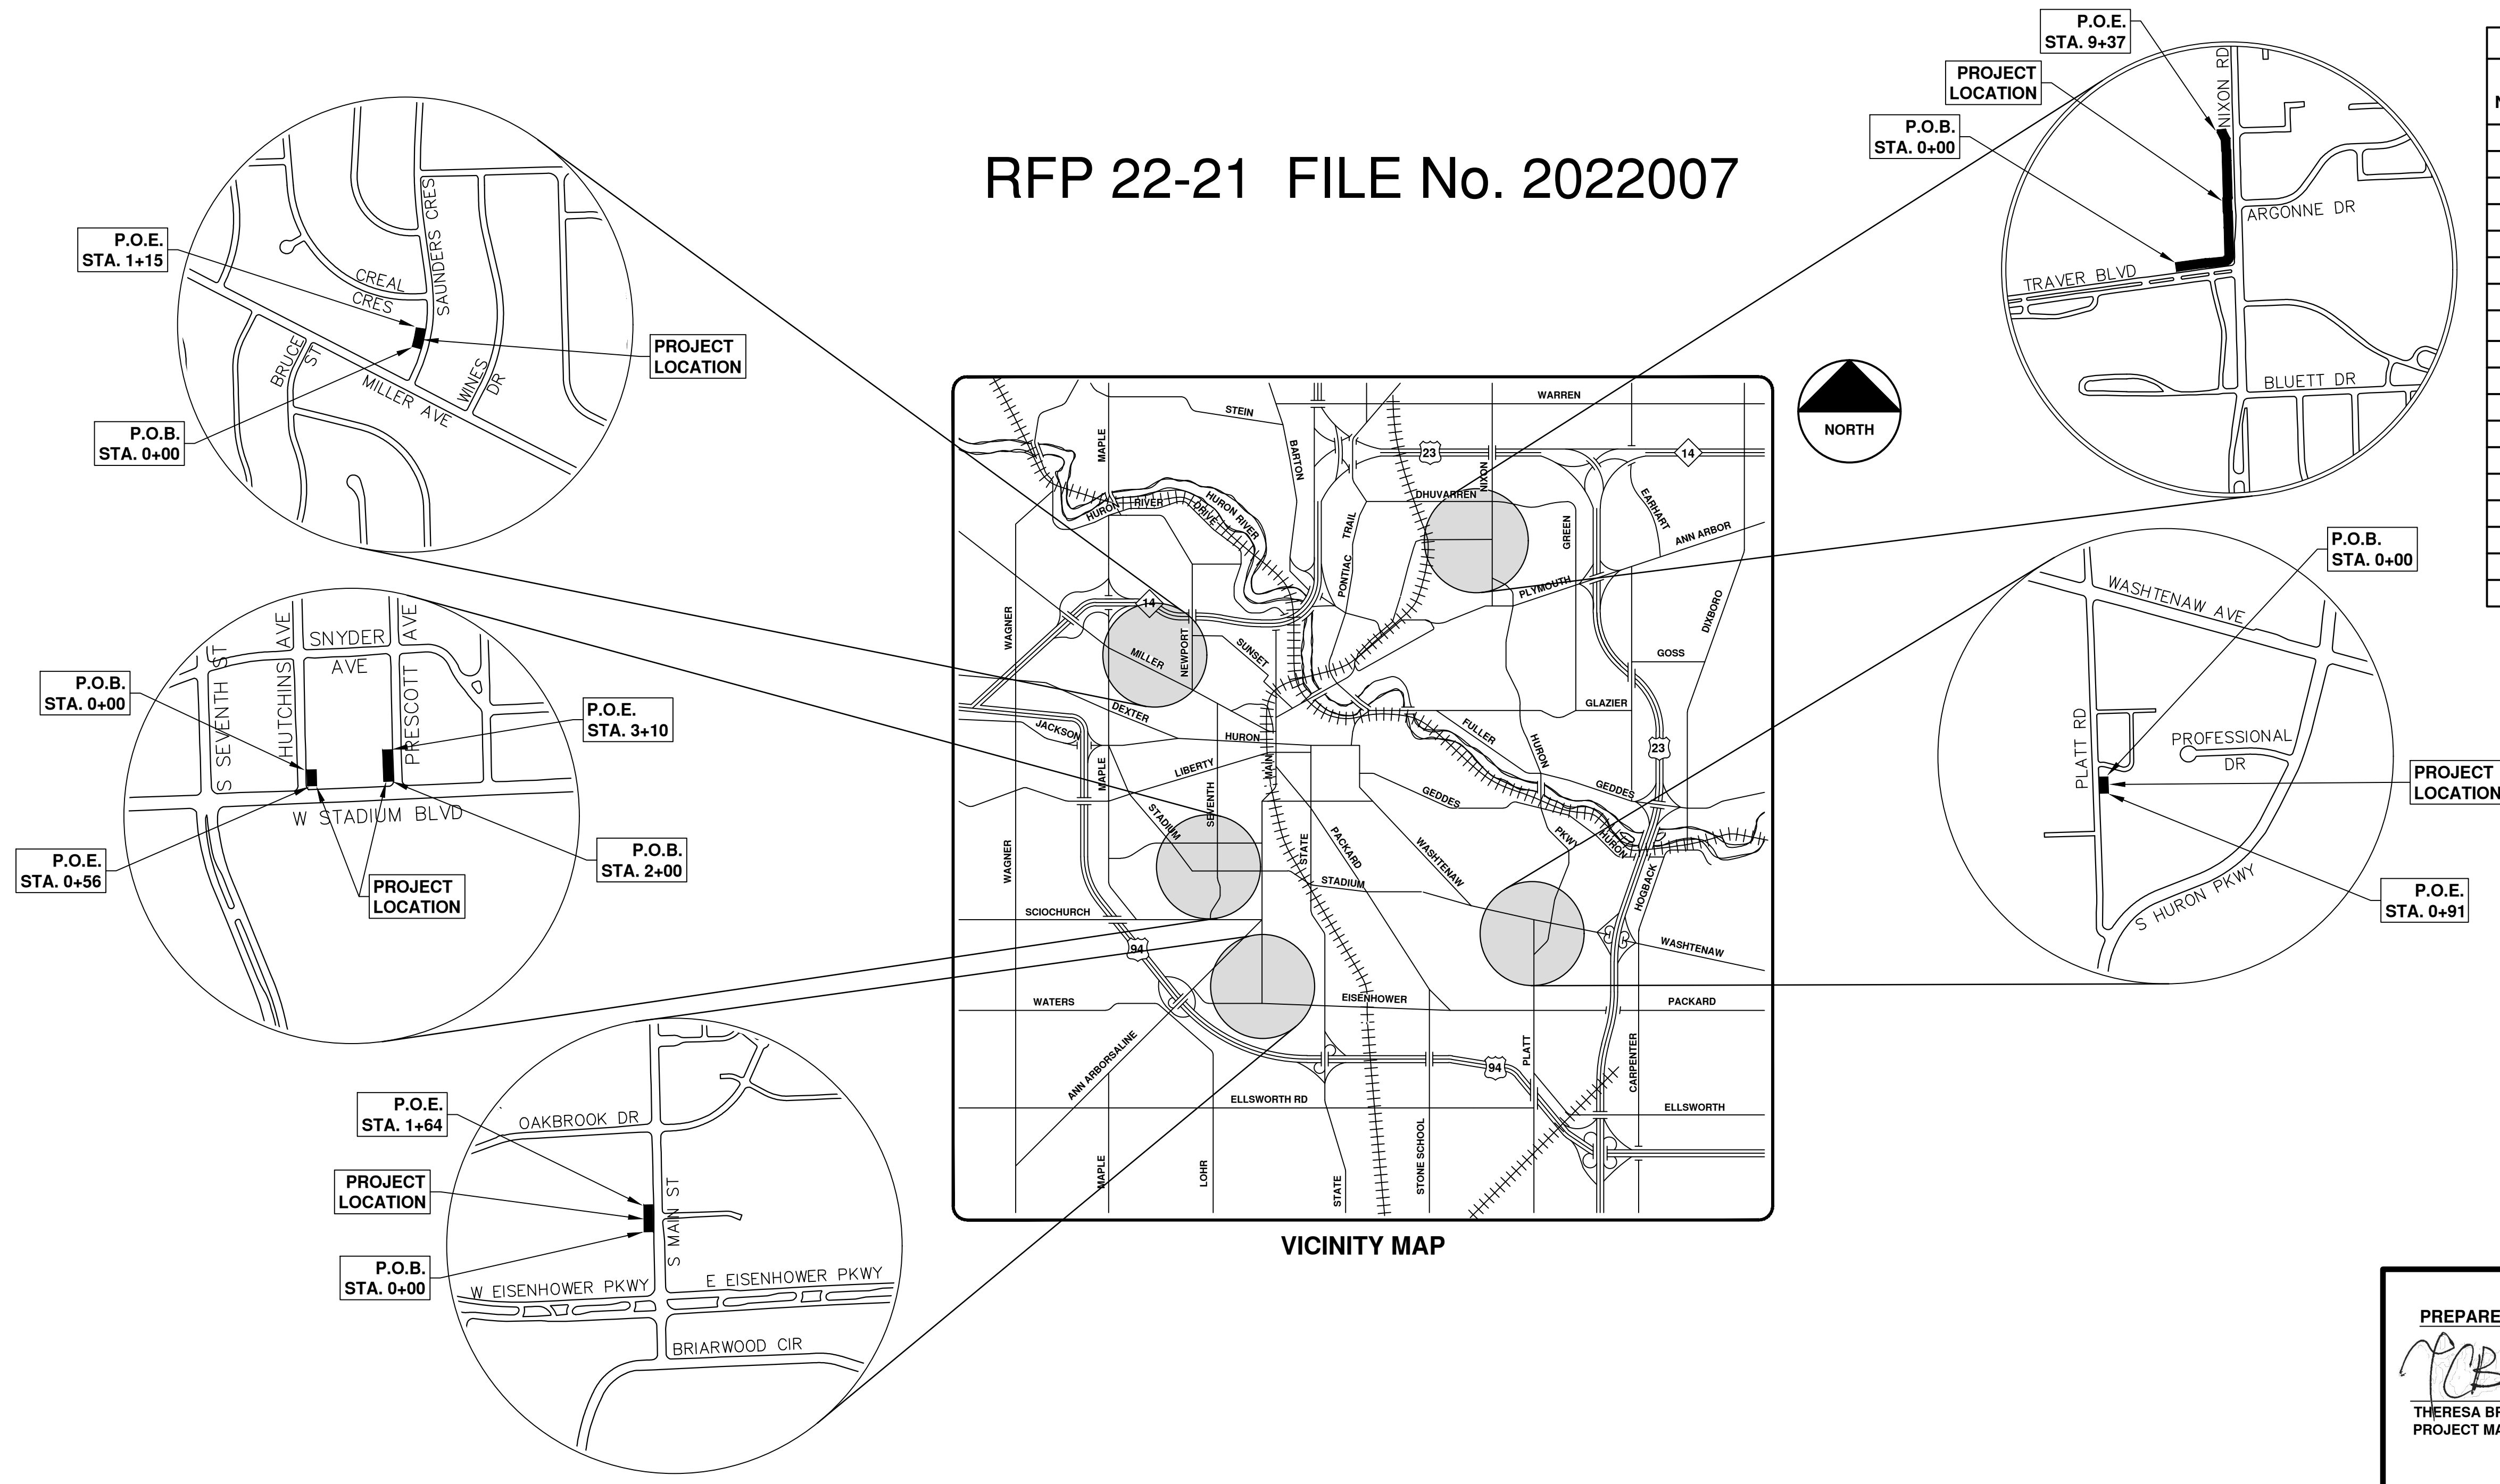 RFP 22-21 FILE No. 2022007
P.O.E.
STA. 1+15
P.O.B.
STA. 0+00
PROJECT
LOCATION
SAUNDERS CRES
CREAL
CRES
BRUCE
ST
MILLER AVE
WINES
DR
P.O.B.
STA. 0+00
P.O.E.
STA. 0+56
P.O.E.
STA. 3+10
P.O.B.
STA. 2+00
PROJECT
LOCATION
S SEVENTH ST
HUTCHINS AVE
SNYDER
AVE
PRESCOTT AVE
W STADIUM BLVD
P.O.E.
STA. 1+64
PROJECT
LOCATION
P.O.B.
STA. 0+00
OAKBROOK DR
S MAIN ST
W EISENHOWER PKWY
E EISENHOWER PKWY
BRIARWOOD CIR
P.O.E.
STA. 9+37
PROJECT
LOCATION
P.O.B.
STA. 0+00
NIXON RD
ARGONNE DR
TRAVER BLVD
BLUETT DR
NORTH
P.O.B.
STA. 0+00
PROJECT
LOCATION
P.O.E.
STA. 0+91
WASHTENAW AVE
PLATT RD
PROFESSIONAL
DR
S HURON PKWY
WARREN
STEIN
MAPLE
BARTON
23
NIXON
14
DHUVARREN
HURON RIVER DRIVE
HURON RIVER
PONTIAC TRAIL
GREEN
EARHART
ANN ARBOR
PLYMOUTH
DIXBORO
WAGNER
14
MILLER
NEWPORT
SUNSET
GOSS
DEXTER
JACKSON
HURON
GLAZIER
FULLER
HURON
23
MAPLE
LIBERTY
MAIN
GEDDES
GEDDES
STADIUM
SEVENTH
STATE
PACKARD
WASHTENAW
PKWY
HURON
WAGNER
STADIUM
HOGBACK
SCIOCHURCH
94
WASHTENAW
WATERS
EISENHOWER
PACKARD
ANN ARBORSALINE
PLATT
CARPENTER
94
ELLSWORTH RD
ELLSWORTH
MAPLE
LOHR
STATE
STONE SCHOOL
VICINITY MAP
PREPARE
THERESA BR
PROJECT MA